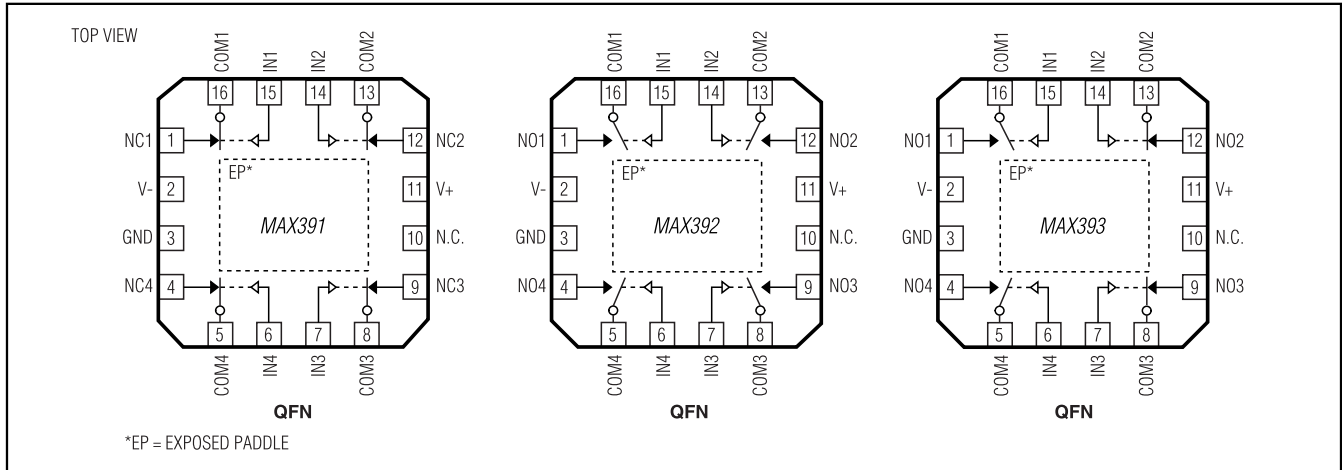 TOP VIEW
COM1 IN1 IN2 COM2
16 15 14 13
NC1 1 12 NC2
EP*
V- 2 11 V+
MAX391
GND 3 10 N.C.
NC4 4 9 NC3
5 6 7 8
COM4 IN4 IN3 COM3
QFN
COM1 IN1 IN2 COM2
16 15 14 13
NO1 1 12 NO2
EP*
V- 2 11 V+
MAX392
GND 3 10 N.C.
NO4 4 9 NO3
5 6 7 8
COM4 IN4 IN3 COM3
QFN
COM1 IN1 IN2 COM2
16 15 14 13
NO1 1 12 NO2
EP*
V- 2 11 V+
MAX393
GND 3 10 N.C.
NO4 4 9 NO3
5 6 7 8
COM4 IN4 IN3 COM3
QFN
*EP = EXPOSED PADDLE